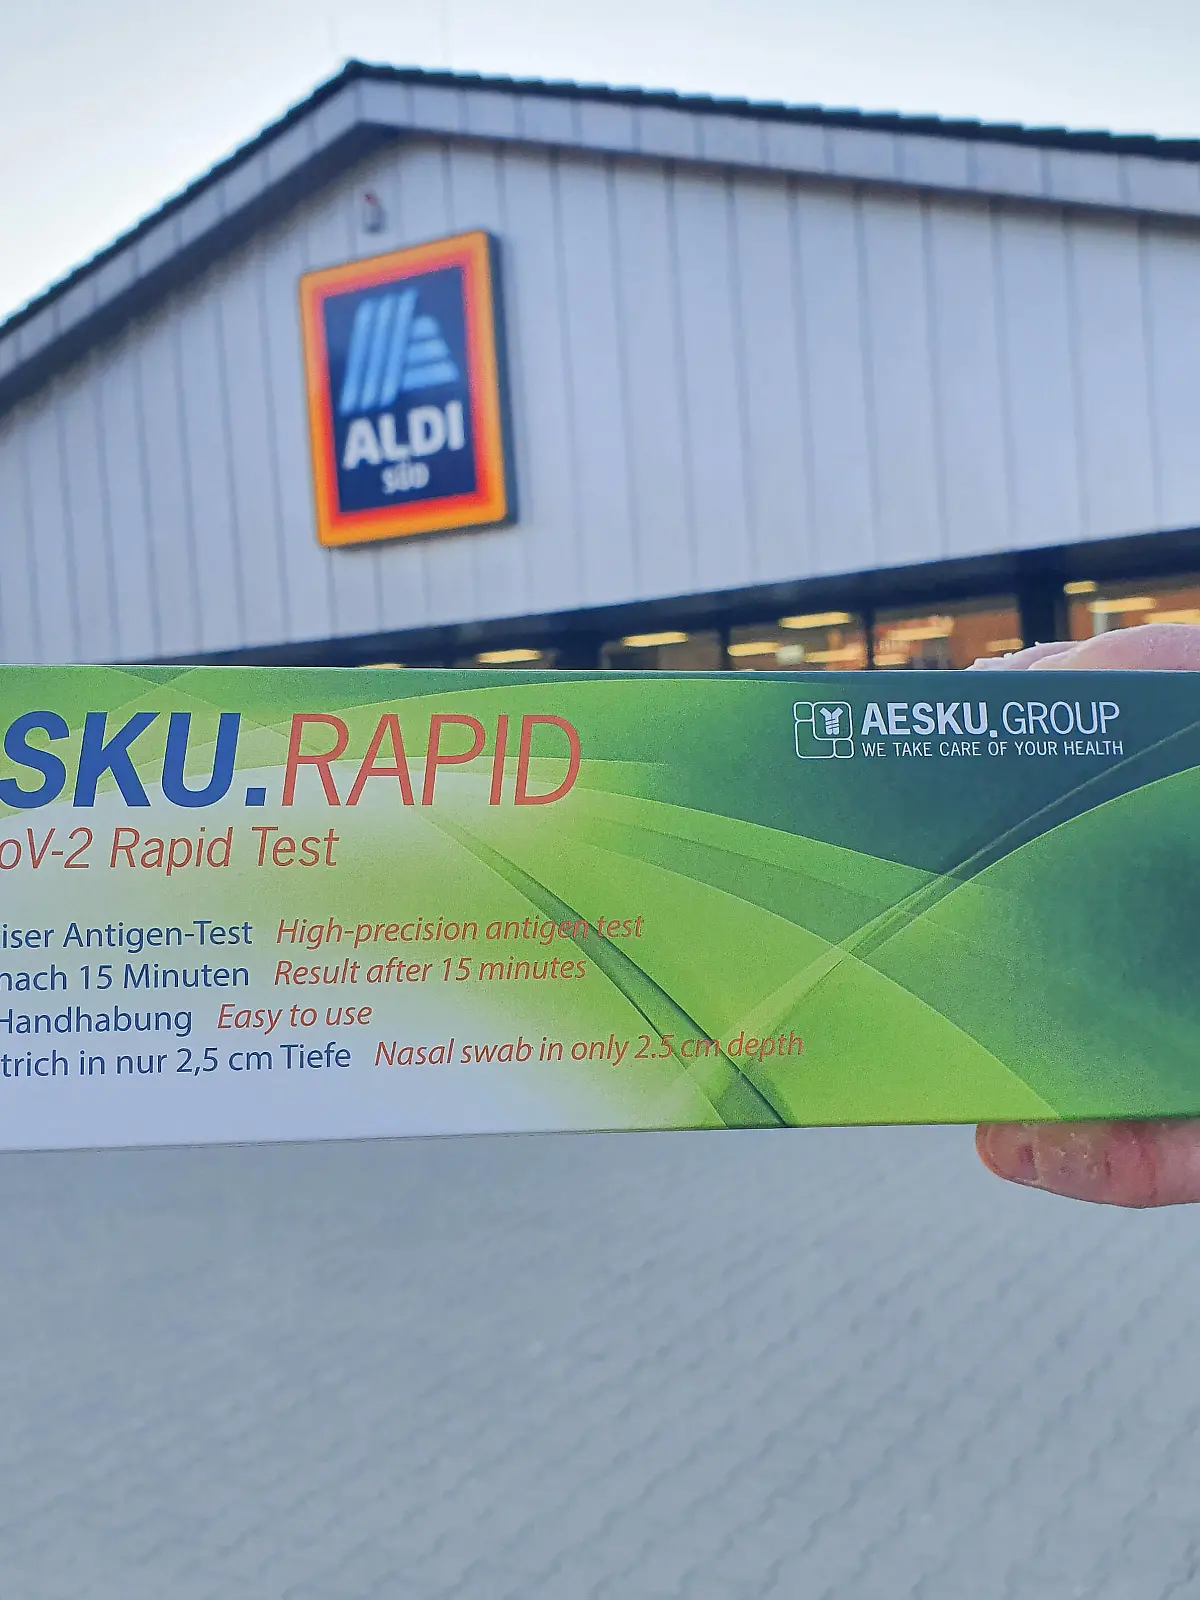 ALDI
SÜD
SKU.RAPID
AESKU.GROUP
WE TAKE CARE OF YOUR HEALTH
oV-2 Rapid Test
iser Antigen-Test High-precision antigen test
nach 15 Minuten Result after 15 minutes
Handhabung Easy to use
trich in nur 2,5 cm Tiefe Nasal swab in only 2.5 cm depth